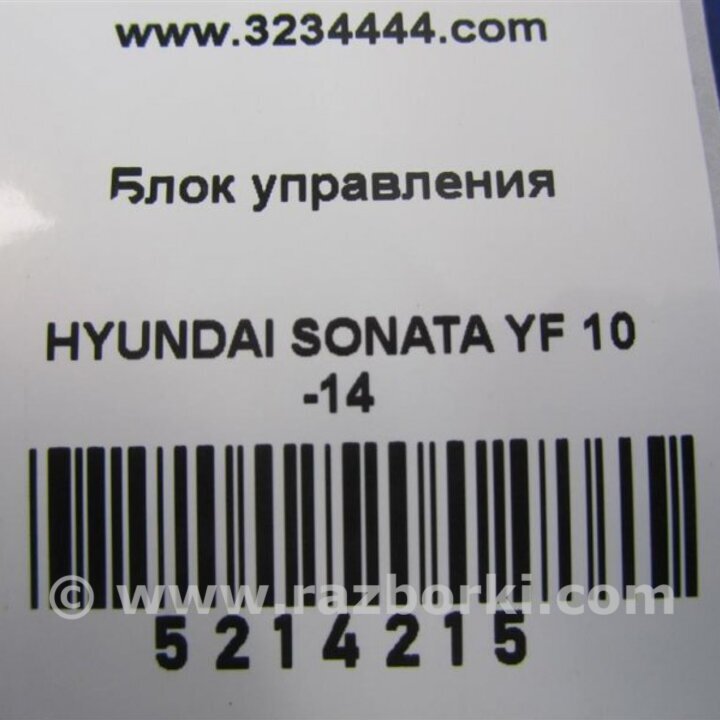 www.3234444.com
Блок управления
HYUNDAI SONATA YF 10
-14
© www.razborki.com
5214215